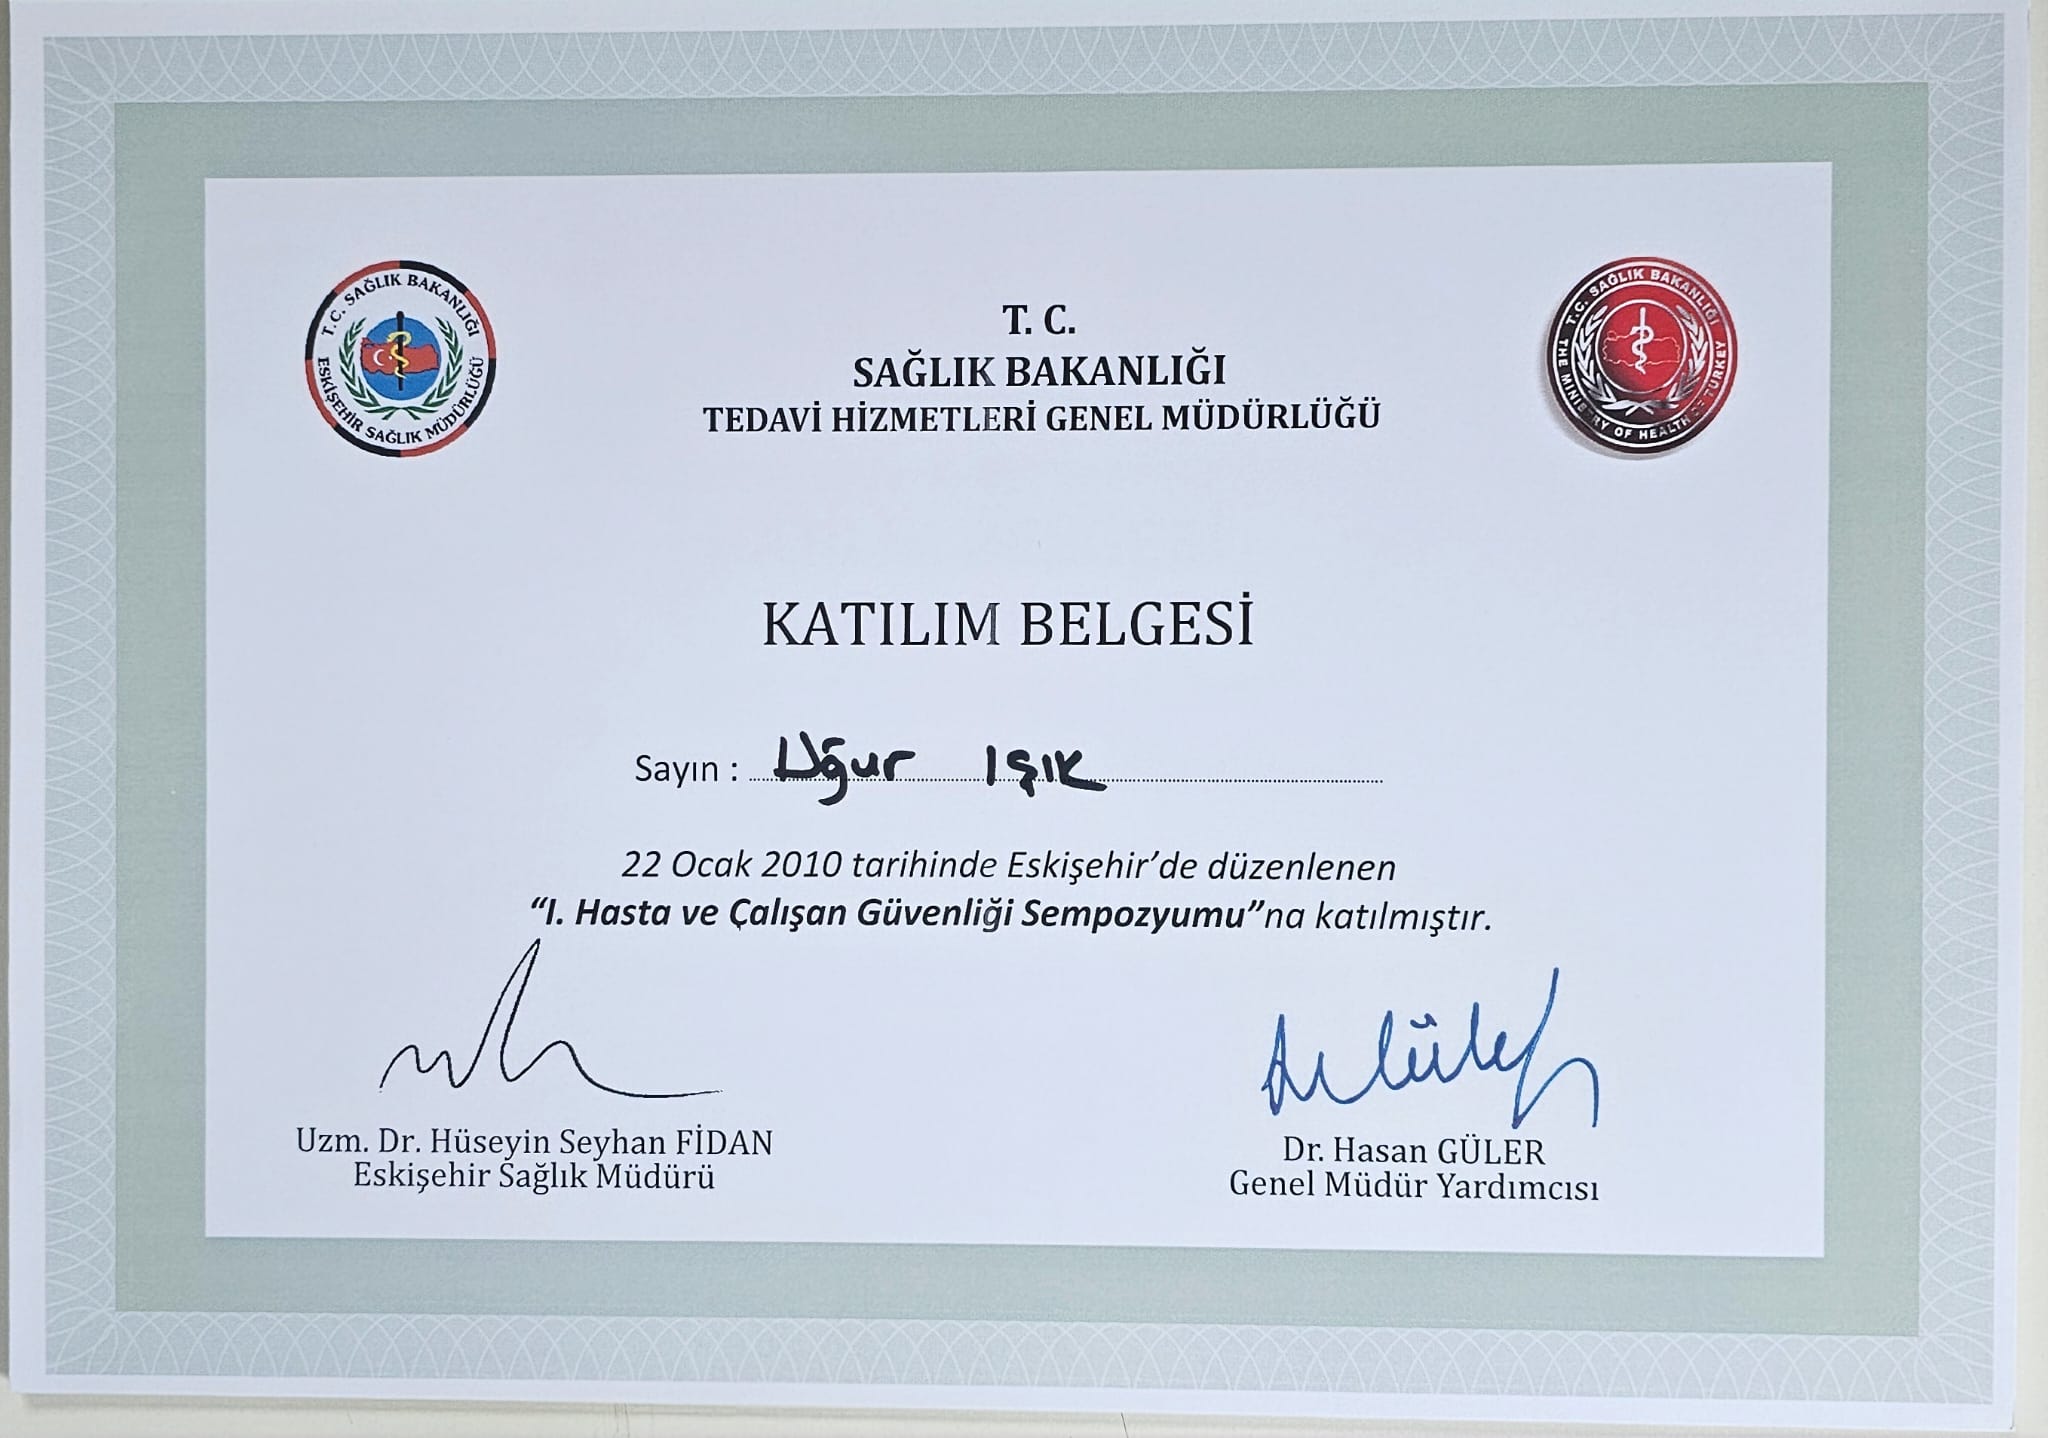 T.C. SAĞLIK BAKANLIĞI
ESKİŞEHİR SAĞLIK MÜDÜRLÜĞÜ
T. C.
SAĞLIK BAKANLIĞI
TEDAVİ HİZMETLERİ GENEL MÜDÜRLÜĞÜ
T.C. SAĞLIK BAKANLIĞI
THE MINISTRY OF HEALTH OF TURKEY
KATILIM BELGESİ
Sayın : Uğur Işık
22 Ocak 2010 tarihinde Eskişehir’de düzenlenen
“I. Hasta ve Çalışan Güvenliği Sempozyumu”na katılmıştır.
Uzm. Dr. Hüseyin Seyhan FİDAN
Eskişehir Sağlık Müdürü
Dr. Hasan GÜLER
Genel Müdür Yardımcısı